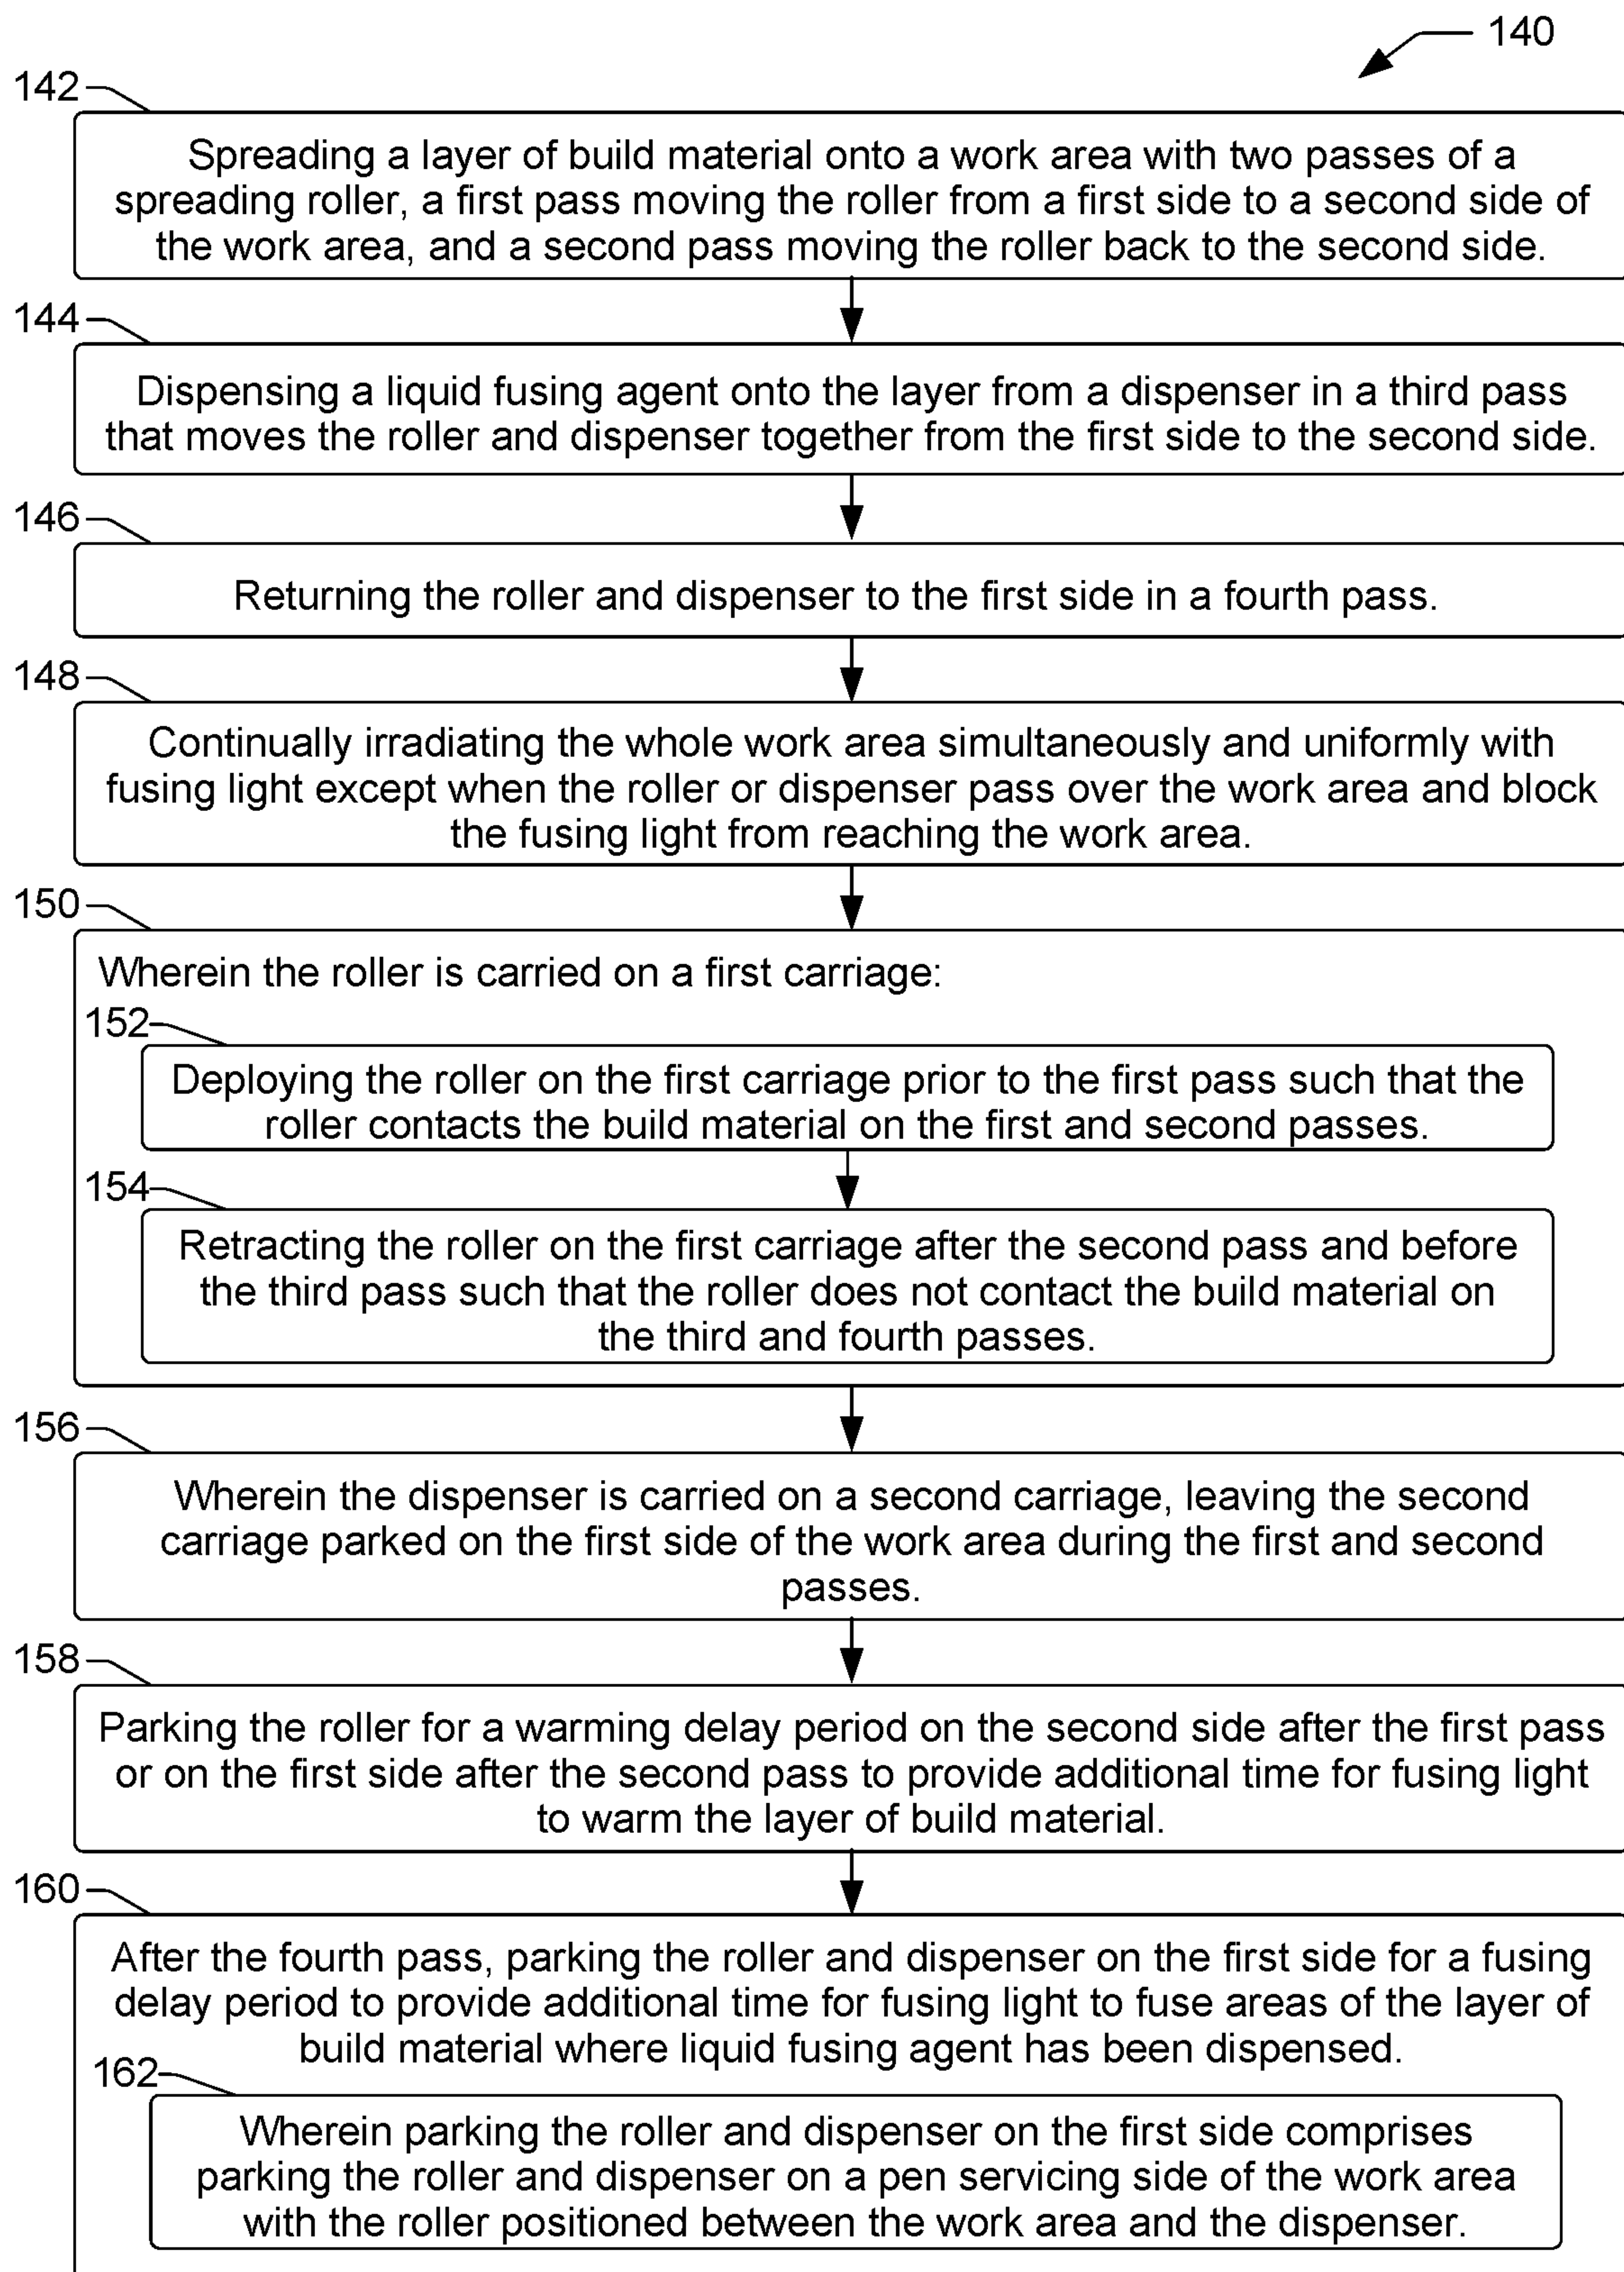 140
142
Spreading a layer of build material onto a work area with two passes of a
spreading roller, a first pass moving the roller from a first side to a second side of
the work area, and a second pass moving the roller back to the second side.
144
Dispensing a liquid fusing agent onto the layer from a dispenser in a third pass
that moves the roller and dispenser together from the first side to the second side.
146
Returning the roller and dispenser to the first side in a fourth pass.
148
Continually irradiating the whole work area simultaneously and uniformly with
fusing light except when the roller or dispenser pass over the work area and block
the fusing light from reaching the work area.
150
Wherein the roller is carried on a first carriage:
152
Deploying the roller on the first carriage prior to the first pass such that the
roller contacts the build material on the first and second passes.
154
Retracting the roller on the first carriage after the second pass and before
the third pass such that the roller does not contact the build material on
the third and fourth passes.
156
Wherein the dispenser is carried on a second carriage, leaving the second
carriage parked on the first side of the work area during the first and second
passes.
158
Parking the roller for a warming delay period on the second side after the first pass
or on the first side after the second pass to provide additional time for fusing light
to warm the layer of build material.
160
After the fourth pass, parking the roller and dispenser on the first side for a fusing
delay period to provide additional time for fusing light to fuse areas of the layer of
build material where liquid fusing agent has been dispensed.
162
Wherein parking the roller and dispenser on the first side comprises
parking the roller and dispenser on a pen servicing side of the work area
with the roller positioned between the work area and the dispenser.